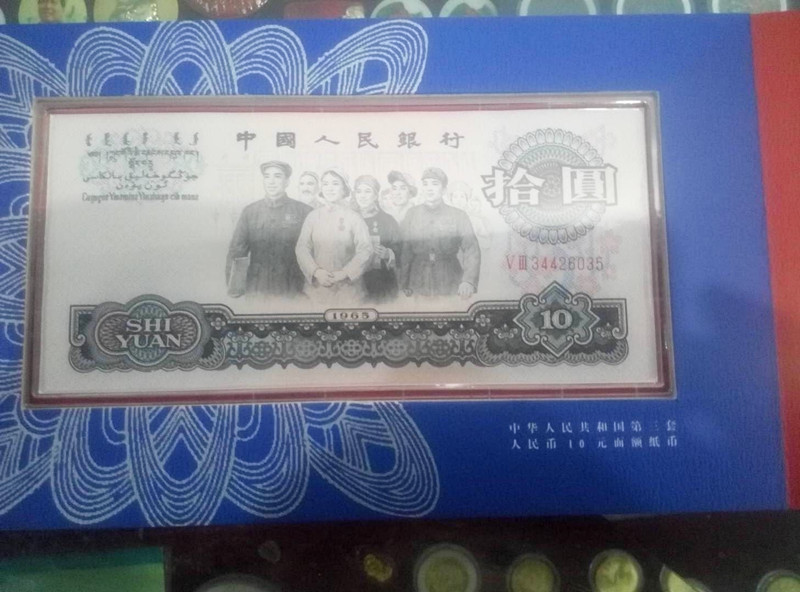 中國人民銀行
拾圓
VIII 34426035
1965
SHI
YUAN
10
中华人民共和国第三套
人民币10元面额纸币